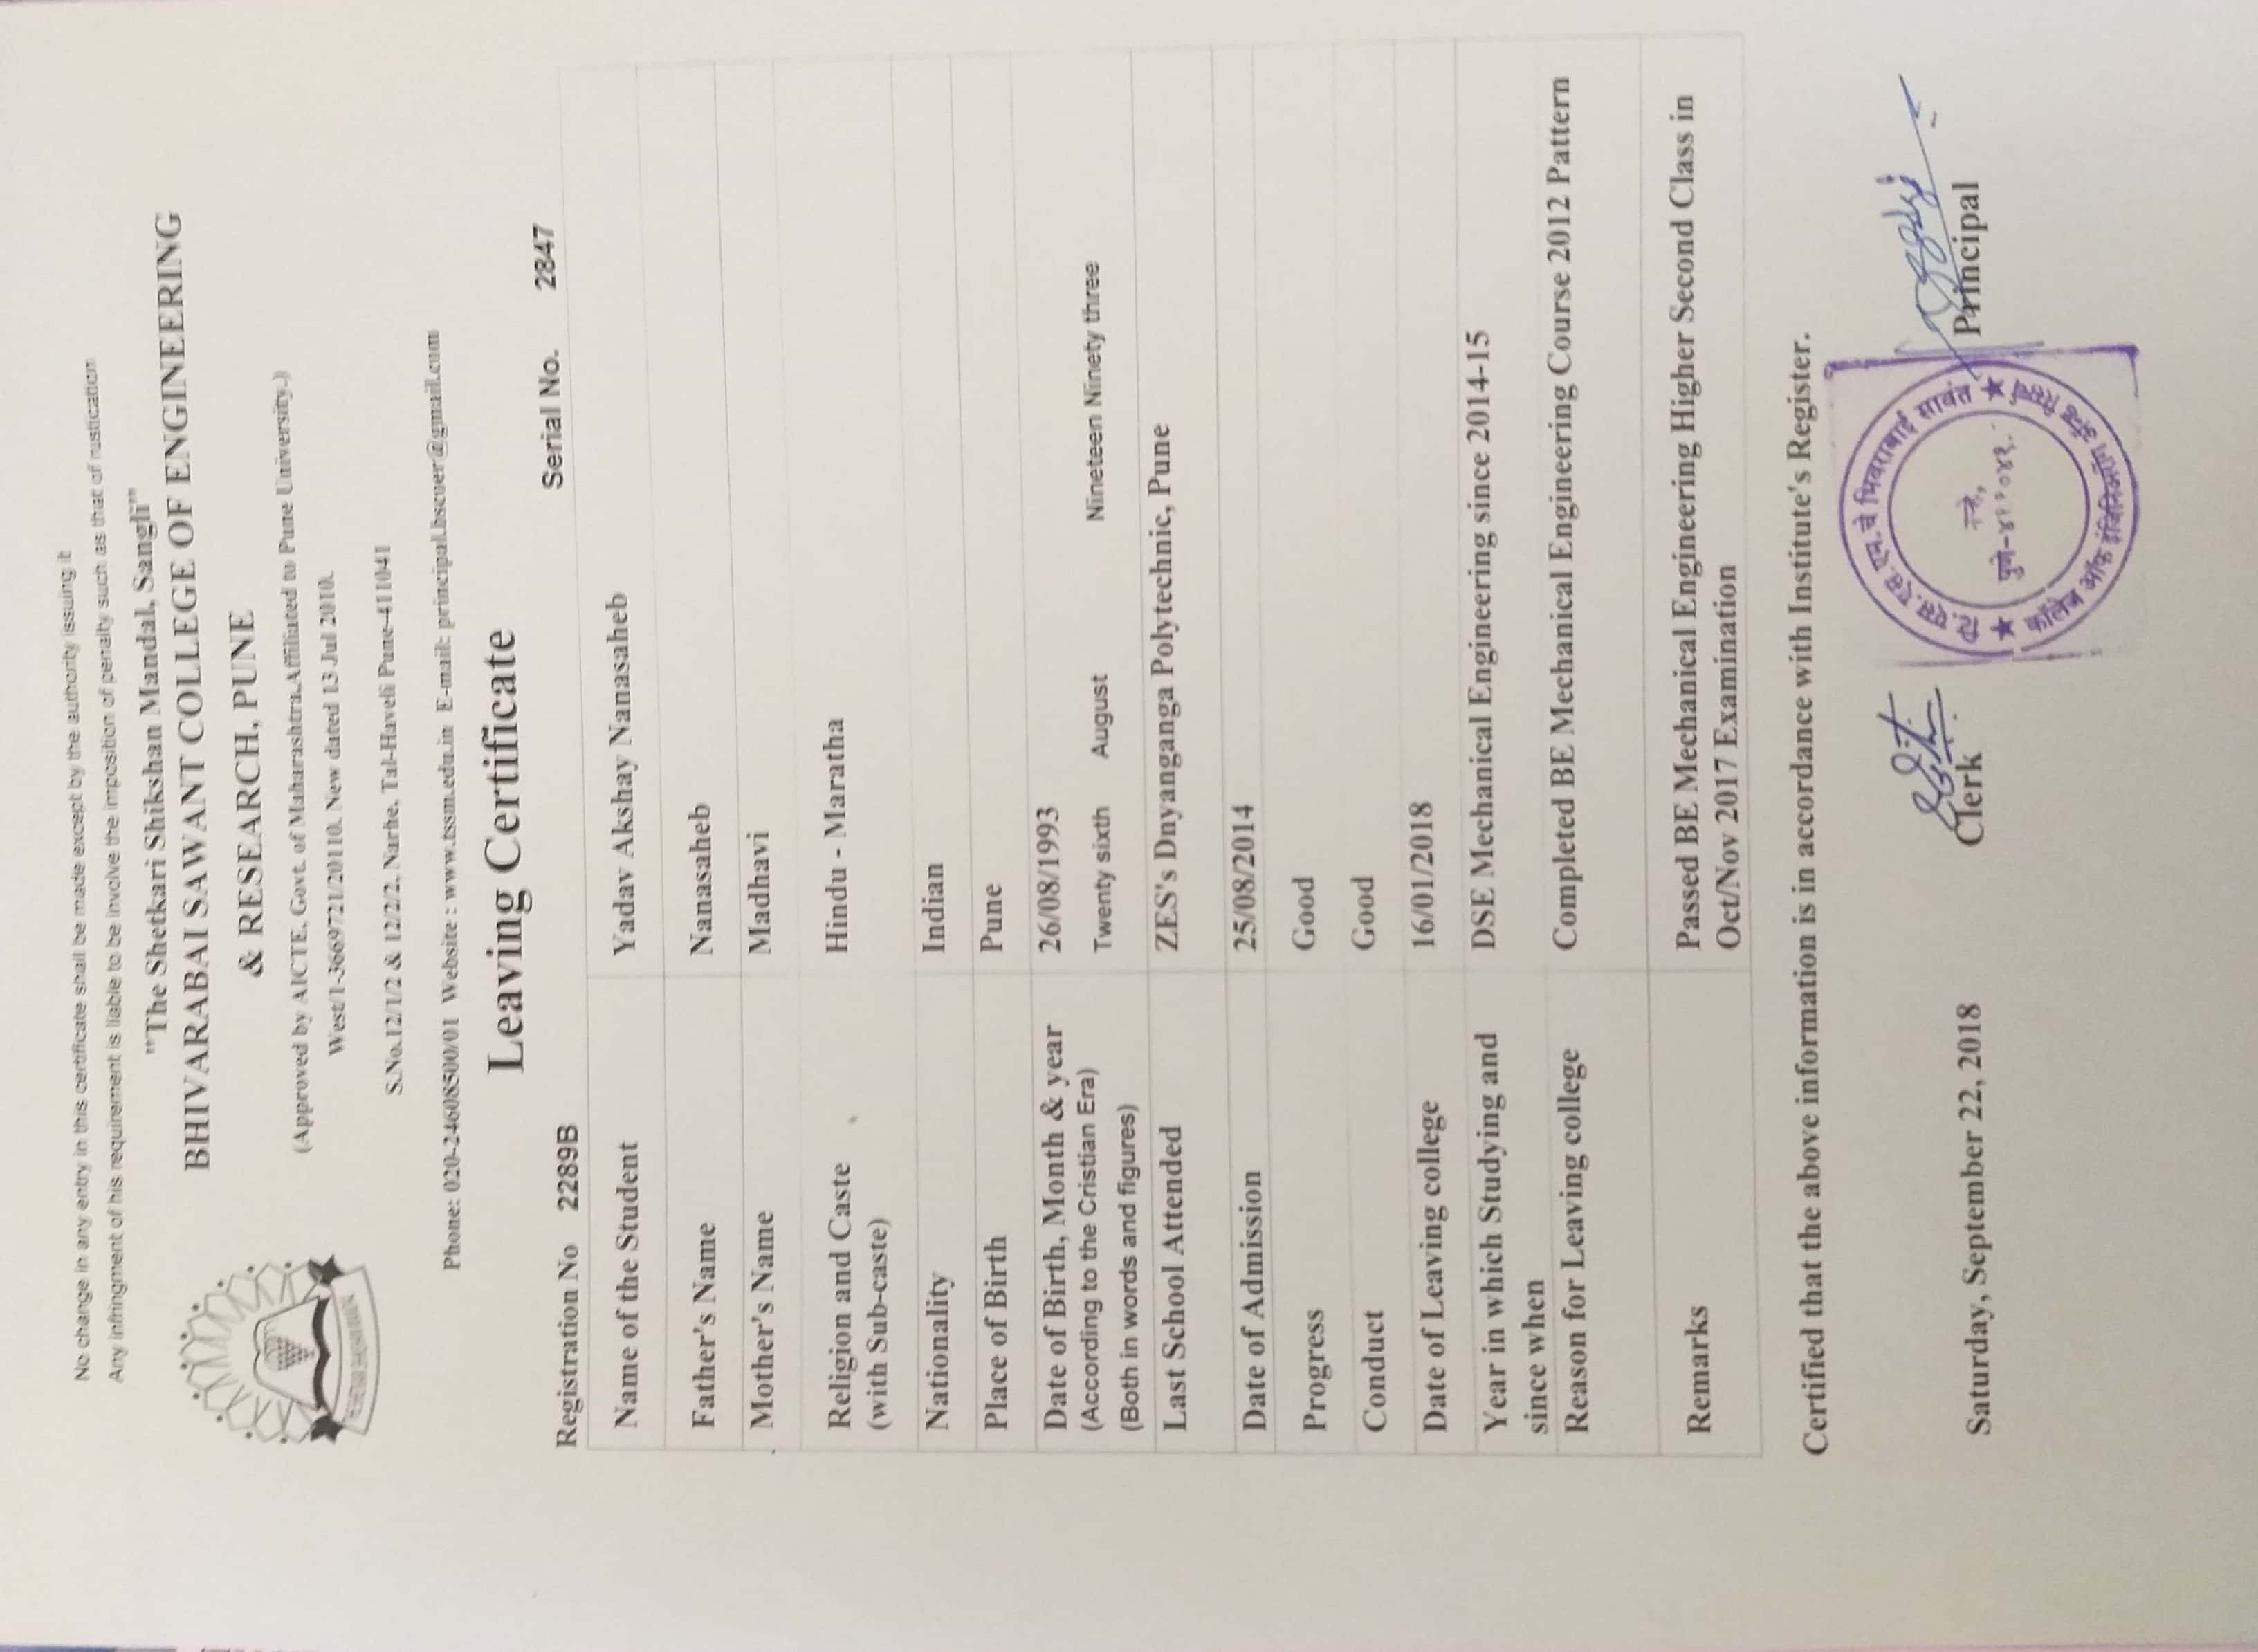 No change in any entry in this certificate shall be made except by the authority issuing it
Any infringment of his requirement is liable to be involve the imposition of penalty such as that of rustication
"The Shetkari Shikshan Mandal, Sangli"
BHIVARABAI SAWANT COLLEGE OF ENGINEERING
& RESEARCH, PUNE
(Approved by AICTE, Govt. of Maharashtra,Affiliated to Pune University.)
West/1-3669721/20110. New dated 13 Jul 2010.
S.No.12/1/2 & 12/2/2, Narhe, Tal-Haveli Pune-411041
Phone: 020-24608500/01 Website : www.tssm.edu.in E-mail: principal.bscoer@gmail.com
Leaving Certificate
Registration No 2289B Serial No. 2847
Name of the Student Yadav Akshay Nanasaheb
Father's Name Nanasaheb
Mother's Name Madhavi
Religion and Caste Hindu - Maratha
(with Sub-caste)
Nationality Indian
Place of Birth Pune
Date of Birth, Month & year 26/08/1993
(According to the Cristian Era) Twenty sixth August Nineteen Ninety three
(Both in words and figures)
Last School Attended ZES's Dnyanganga Polytechnic, Pune
Date of Admission 25/08/2014
Progress Good
Conduct Good
Date of Leaving college 16/01/2018
Year in which Studying and DSE Mechanical Engineering since 2014-15
since when
Reason for Leaving college Completed BE Mechanical Engineering Course 2012 Pattern
Remarks Passed BE Mechanical Engineering Higher Second Class in
Oct/Nov 2017 Examination
Certified that the above information is in accordance with Institute's Register.
टी.एस.एस.एम.चे भिवराबाई सावंत
कॉलेज ऑफ इंजिनिअरींग अँन्ड रिसर्च
नऱ्हे,
पुणे-४११०४१.
Saturday, September 22, 2018 Clerk Principal